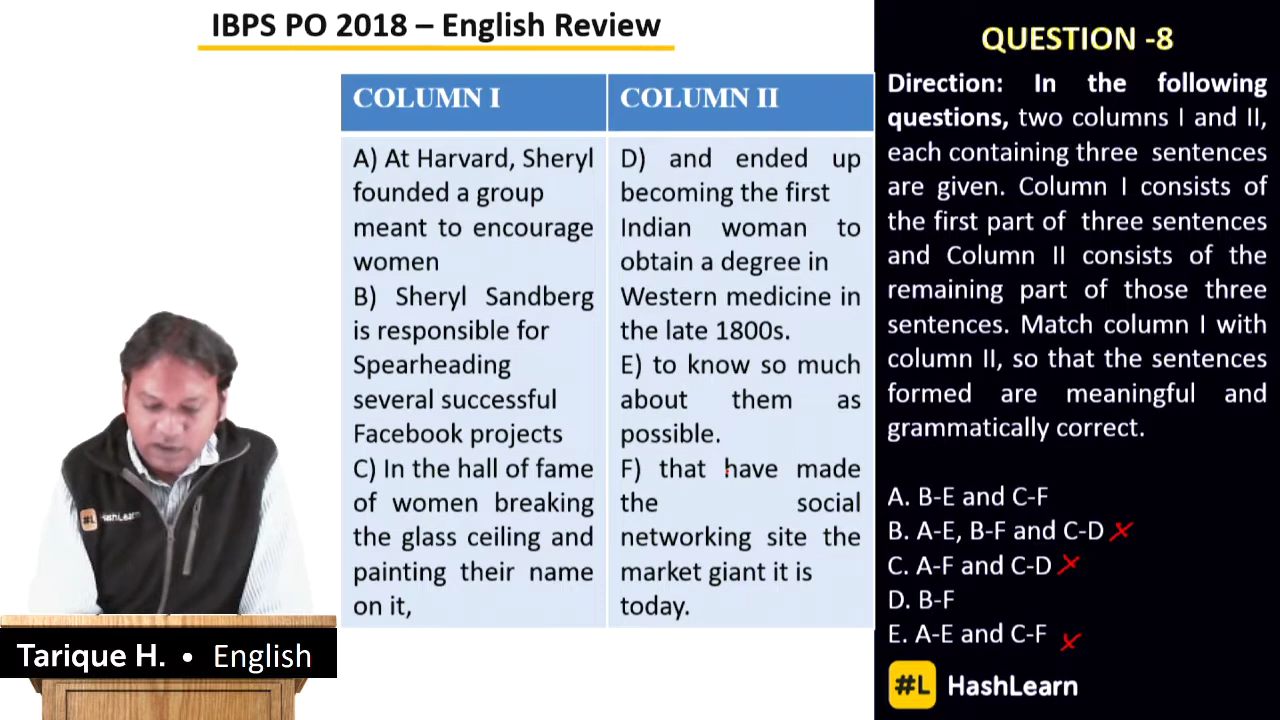 IBPS PO 2018 – English Review
COLUMN I
COLUMN II
A) At Harvard, Sheryl
founded a group
meant to encourage
women
B) Sheryl Sandberg
is responsible for
Spearheading
several successful
Facebook projects
C) In the hall of fame
of women breaking
the glass ceiling and
painting their name
on it,
D) and ended up
becoming the first
Indian woman to
obtain a degree in
Western medicine in
the late 1800s.
E) to know so much
about them as
possible.
F) that have made
the social
networking site the
market giant it is
today.
QUESTION -8
Direction: In the following
questions, two columns I and II,
each containing three sentences
are given. Column I consists of
the first part of three sentences
and Column II consists of the
remaining part of those three
sentences. Match column I with
column II, so that the sentences
formed are meaningful and
grammatically correct.
A. B-E and C-F
B. A-E, B-F and C-D
C. A-F and C-D
D. B-F
E. A-E and C-F
#L HashLearn
#L HashLearn
Tarique H. • English